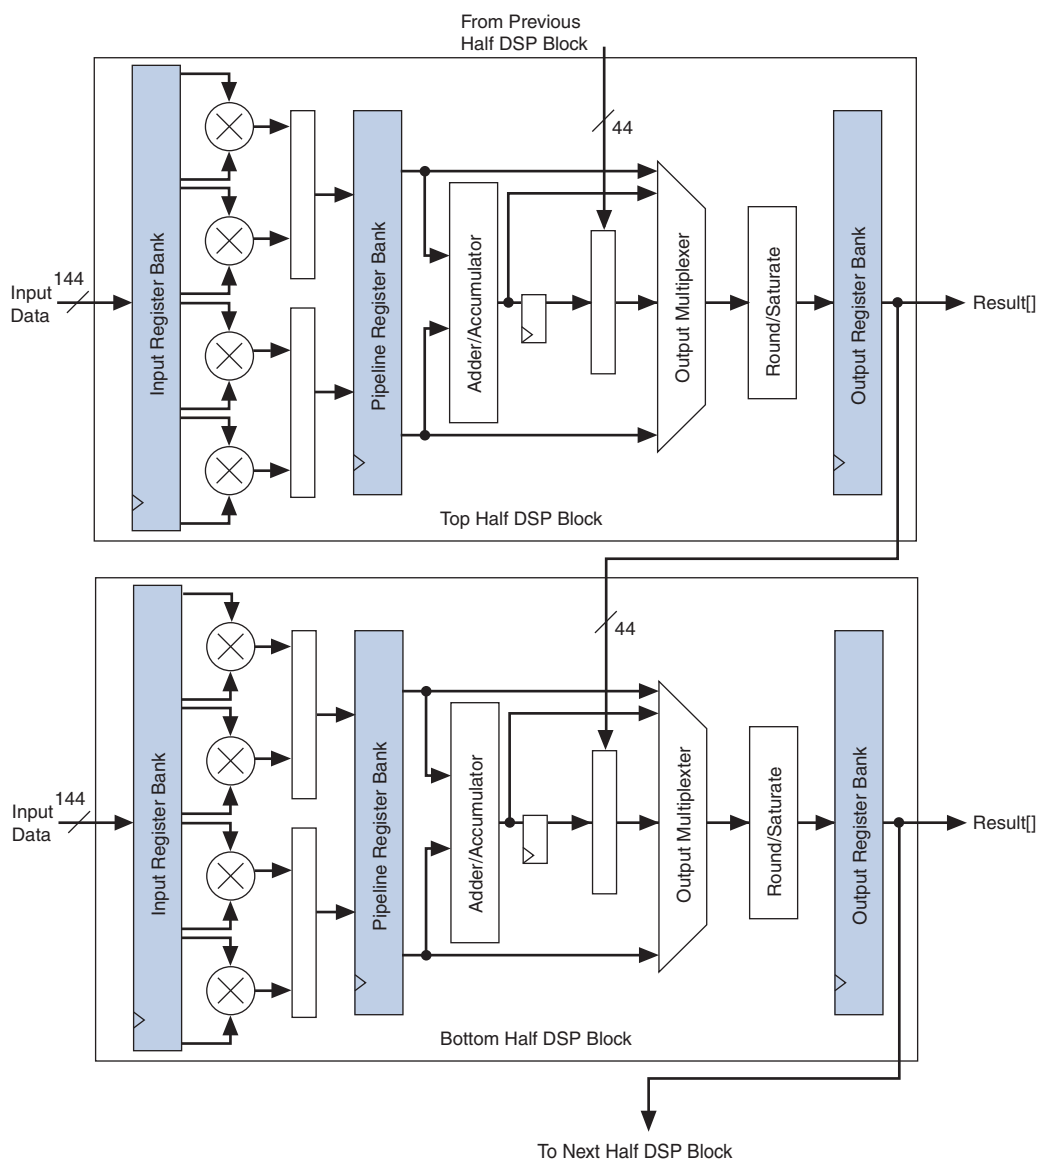 From Previous
Half DSP Block
44
144
Input
Data
Input Register Bank
Pipeline Register Bank
Adder/Accumulator
Output Multiplexer
Round/Saturate
Output Register Bank
Result[]
Top Half DSP Block
44
144
Input
Data
Input Register Bank
Pipeline Register Bank
Adder/Accumulator
Output Multiplexter
Round/Saturate
Output Register Bank
Result[]
Bottom Half DSP Block
To Next Half DSP Block